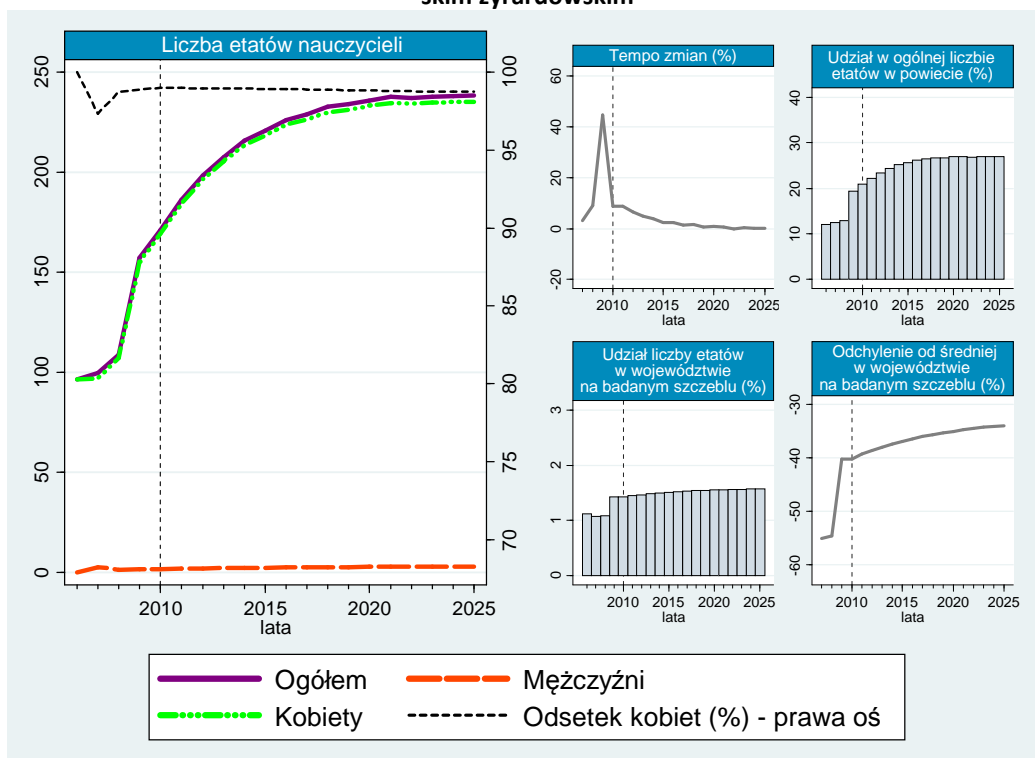 skim żyrardowskim
Liczba etatów nauczycieli
250
200
150
100
50
0
100
95
90
85
80
75
70
2010
2015
2020
2025
lata
Tempo zmian (%)
60
40
20
0
-20
2010
2015
2020
2025
lata
Udział w ogólnej liczbie
etatów w powiecie (%)
40
30
20
10
0
2010
2015
2020
2025
lata
Udział liczby etatów
w województwie
na badanym szczeblu (%)
3
2
1
0
2010
2015
2020
2025
lata
Odchylenie od średniej
w województwie
na badanym szczeblu (%)
-30
-40
-50
-60
2010
2015
2020
2025
lata
Ogółem
Mężczyźni
Kobiety
Odsetek kobiet (%) - prawa oś